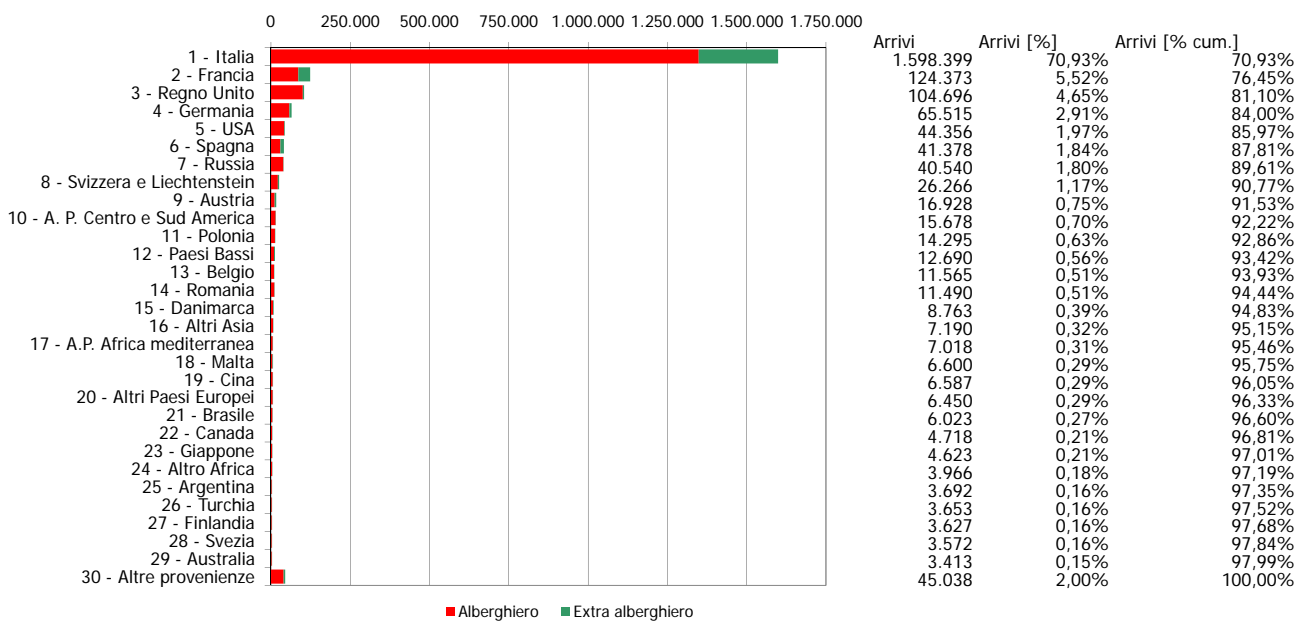 0 250.000 500.000 750.000 1.000.000 1.250.000 1.500.000 1.750.000
Arrivi Arrivi [%] Arrivi [% cum.]
1 - Italia 1.598.399 70,93% 70,93%
2 - Francia 124.373 5,52% 76,45%
3 - Regno Unito 104.696 4,65% 81,10%
4 - Germania 65.515 2,91% 84,00%
5 - USA 44.356 1,97% 85,97%
6 - Spagna 41.378 1,84% 87,81%
7 - Russia 40.540 1,80% 89,61%
8 - Svizzera e Liechtenstein 26.266 1,17% 90,77%
9 - Austria 16.928 0,75% 91,53%
10 - A. P. Centro e Sud America 15.678 0,70% 92,22%
11 - Polonia 14.295 0,63% 92,86%
12 - Paesi Bassi 12.690 0,56% 93,42%
13 - Belgio 11.565 0,51% 93,93%
14 - Romania 11.490 0,51% 94,44%
15 - Danimarca 8.763 0,39% 94,83%
16 - Altri Asia 7.190 0,32% 95,15%
17 - A.P. Africa mediterranea 7.018 0,31% 95,46%
18 - Malta 6.600 0,29% 95,75%
19 - Cina 6.587 0,29% 96,05%
20 - Altri Paesi Europei 6.450 0,29% 96,33%
21 - Brasile 6.023 0,27% 96,60%
22 - Canada 4.718 0,21% 96,81%
23 - Giappone 4.623 0,21% 97,01%
24 - Altro Africa 3.966 0,18% 97,19%
25 - Argentina 3.692 0,16% 97,35%
26 - Turchia 3.653 0,16% 97,52%
27 - Finlandia 3.627 0,16% 97,68%
28 - Svezia 3.572 0,16% 97,84%
29 - Australia 3.413 0,15% 97,99%
30 - Altre provenienze 45.038 2,00% 100,00%
Alberghiero Extra alberghiero